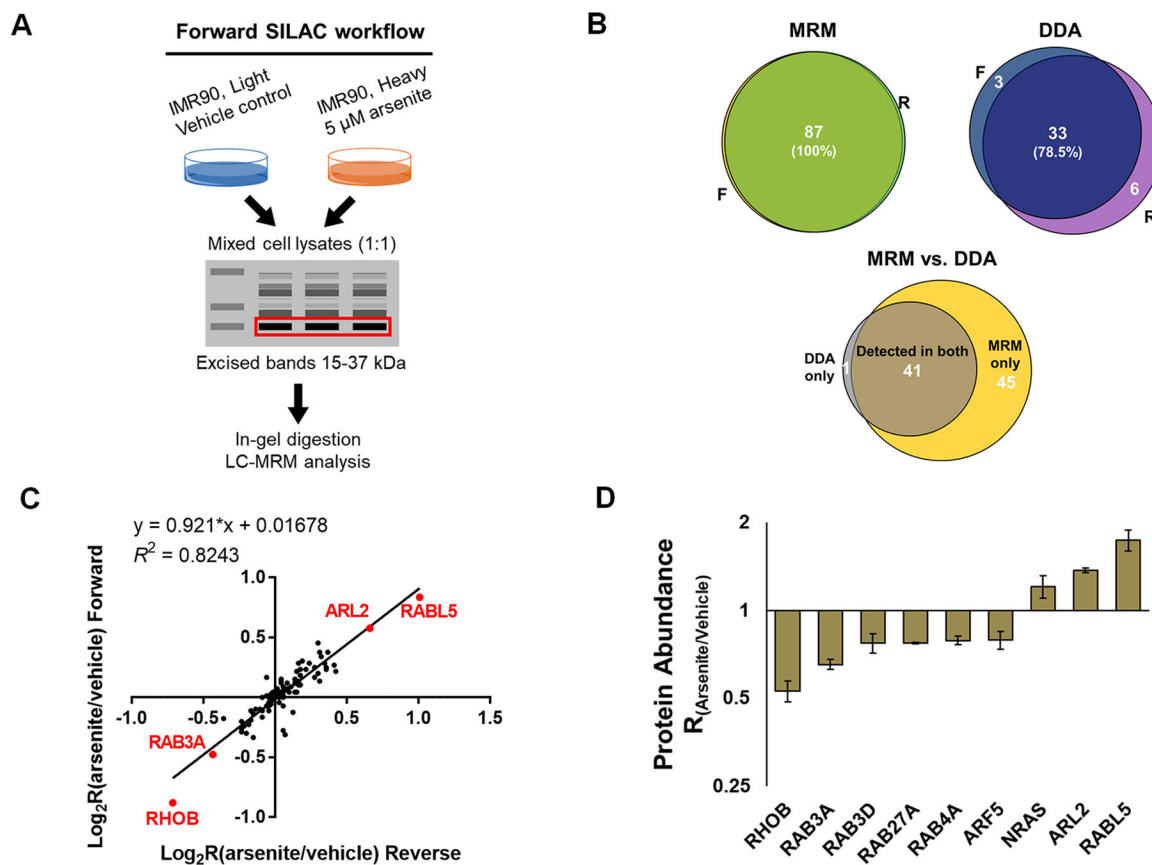 A
Forward SILAC workflow
IMR90, Light
Vehicle control
IMR90, Heavy
5 µM arsenite
Mixed cell lysates (1:1)
Excised bands 15-37 kDa
In-gel digestion
LC-MRM analysis
B
MRM
87
(100%)
F
R
DDA
F
3
33
(78.5%)
6
R
MRM vs. DDA
DDA
only
1
Detected in both
41
MRM
only
45
C
y = 0.921*x + 0.01678
R² = 0.8243
Log₂R(arsenite/vehicle) Forward
1.0
0.5
-0.5
-1.0
-1.0
-0.5
0.5
1.0
1.5
ARL2
RABL5
RAB3A
RHOB
Log₂R(arsenite/vehicle) Reverse
D
Protein Abundance
R(Arsenite/Vehicle)
2
1
0.5
0.25
RHOB
RAB3A
RAB3D
RAB27A
RAB4A
ARF5
NRAS
ARL2
RABL5